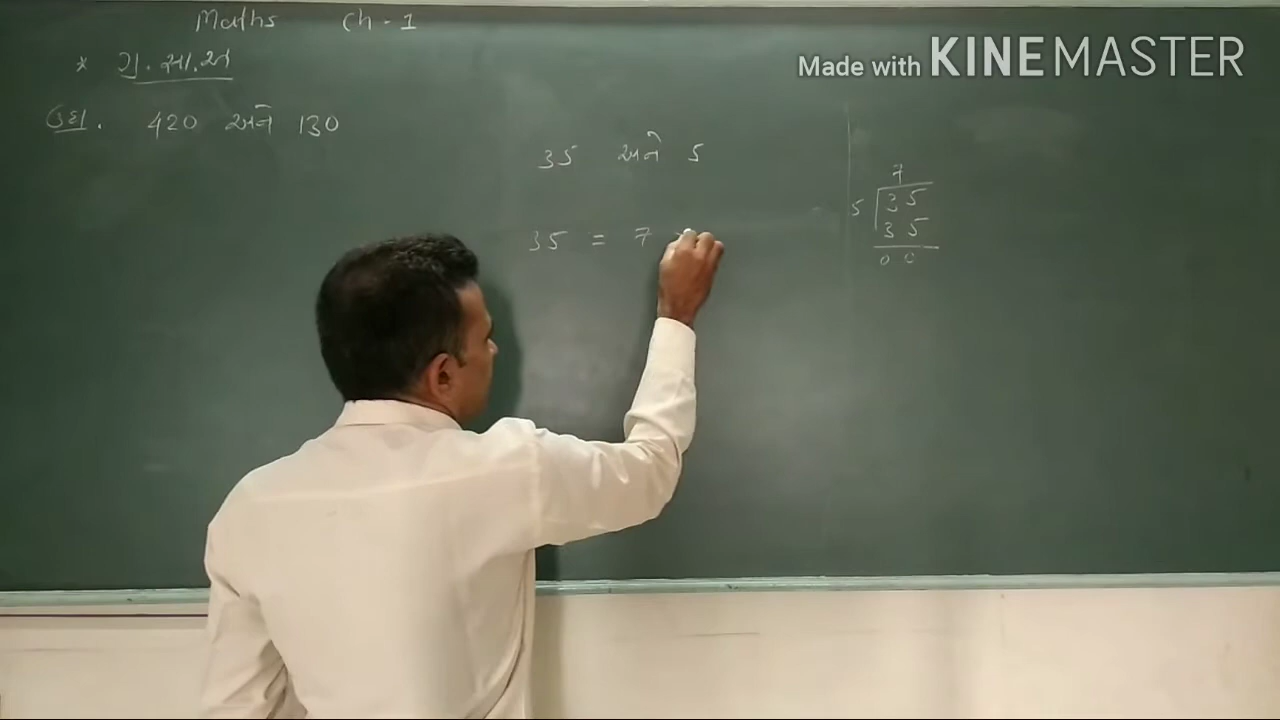 Maths Ch-1
* ગુ.સા.અ
ઉદા. 420 અને 130
35 અને 5
35 = 7
7
5 35
35
00
Made with KINEMASTER